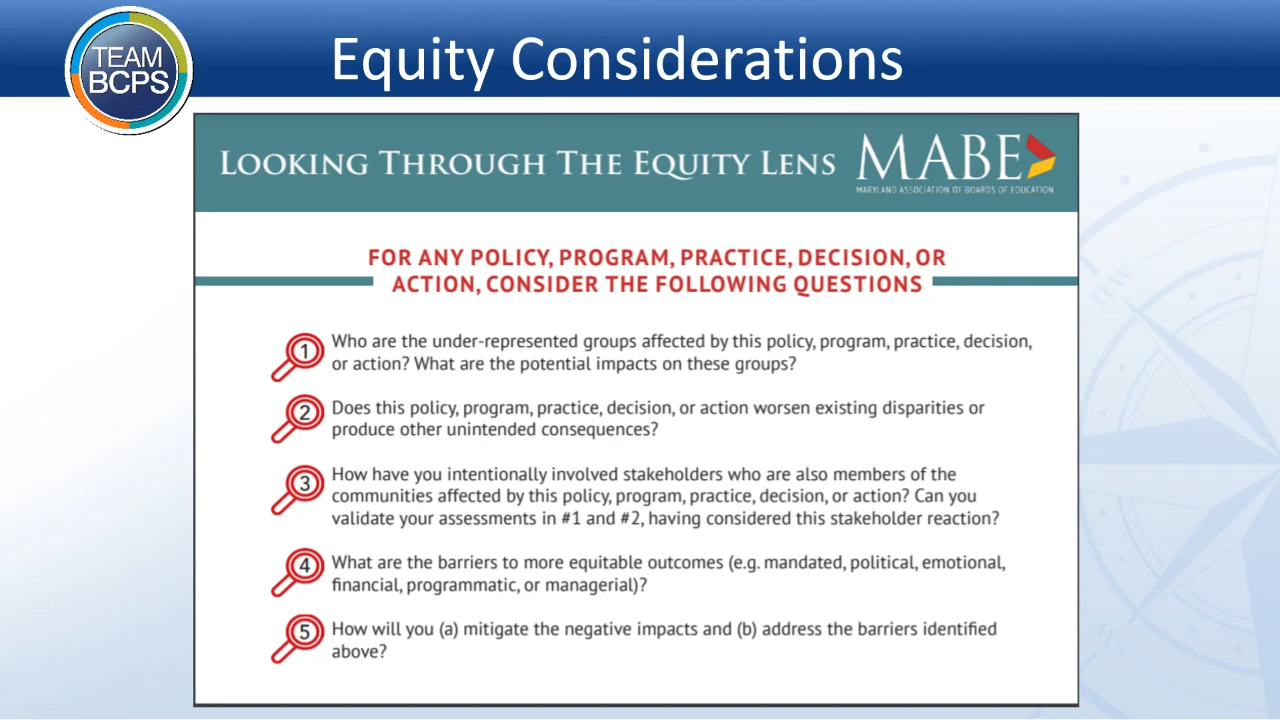 TEAM
BCPS
Equity Considerations
LOOKING THROUGH THE EQUITY LENS
MABE
MARYLAND ASSOCIATION OF BOARDS OF EDUCATION
FOR ANY POLICY, PROGRAM, PRACTICE, DECISION, OR
ACTION, CONSIDER THE FOLLOWING QUESTIONS
1 Who are the under-represented groups affected by this policy, program, practice, decision,
or action? What are the potential impacts on these groups?
2 Does this policy, program, practice, decision, or action worsen existing disparities or
produce other unintended consequences?
3 How have you intentionally involved stakeholders who are also members of the
communities affected by this policy, program, practice, decision, or action? Can you
validate your assessments in #1 and #2, having considered this stakeholder reaction?
4 What are the barriers to more equitable outcomes (e.g. mandated, political, emotional,
financial, programmatic, or managerial)?
5 How will you (a) mitigate the negative impacts and (b) address the barriers identified
above?
NW